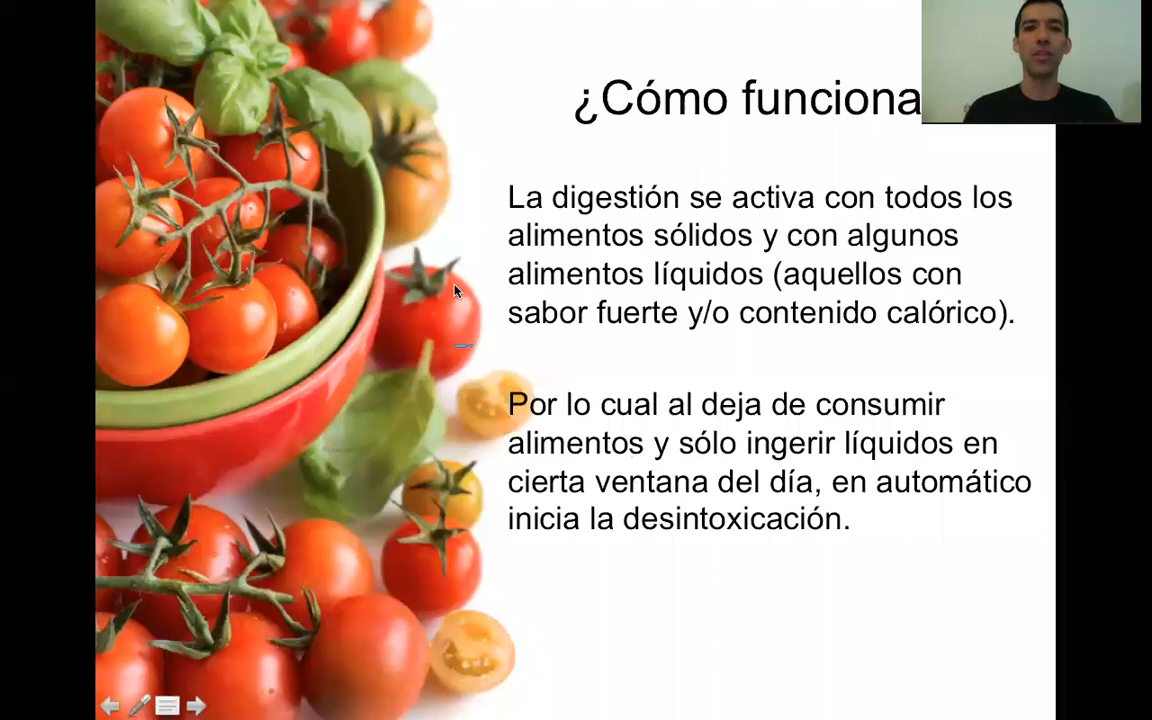 ¿Cómo funciona
La digestión se activa con todos los
alimentos sólidos y con algunos
alimentos líquidos (aquellos con
sabor fuerte y/o contenido calórico).
Por lo cual al deja de consumir
alimentos y sólo ingerir líquidos en
cierta ventana del día, en automático
inicia la desintoxicación.